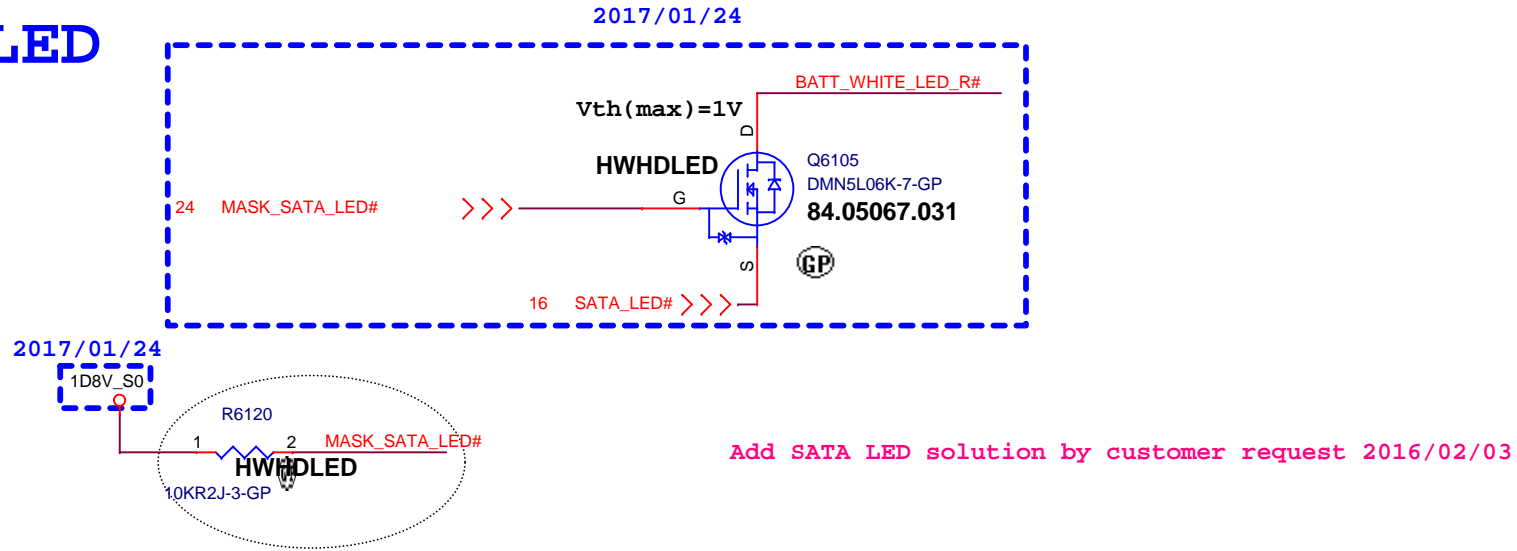 2017/01/24
LED
BATT_WHITE_LED_R#
Vth(max)=1V
D
HWHDLED
Q6105
DMN5L06K-7-GP
84.05067.031
G
24 MASK_SATA_LED#
S
GP
16 SATA_LED#
2017/01/24
1D8V_S0
R6120
1 2 MASK_SATA_LED#
HWHDLED
10KR2J-3-GP
Add SATA LED solution by customer request 2016/02/03